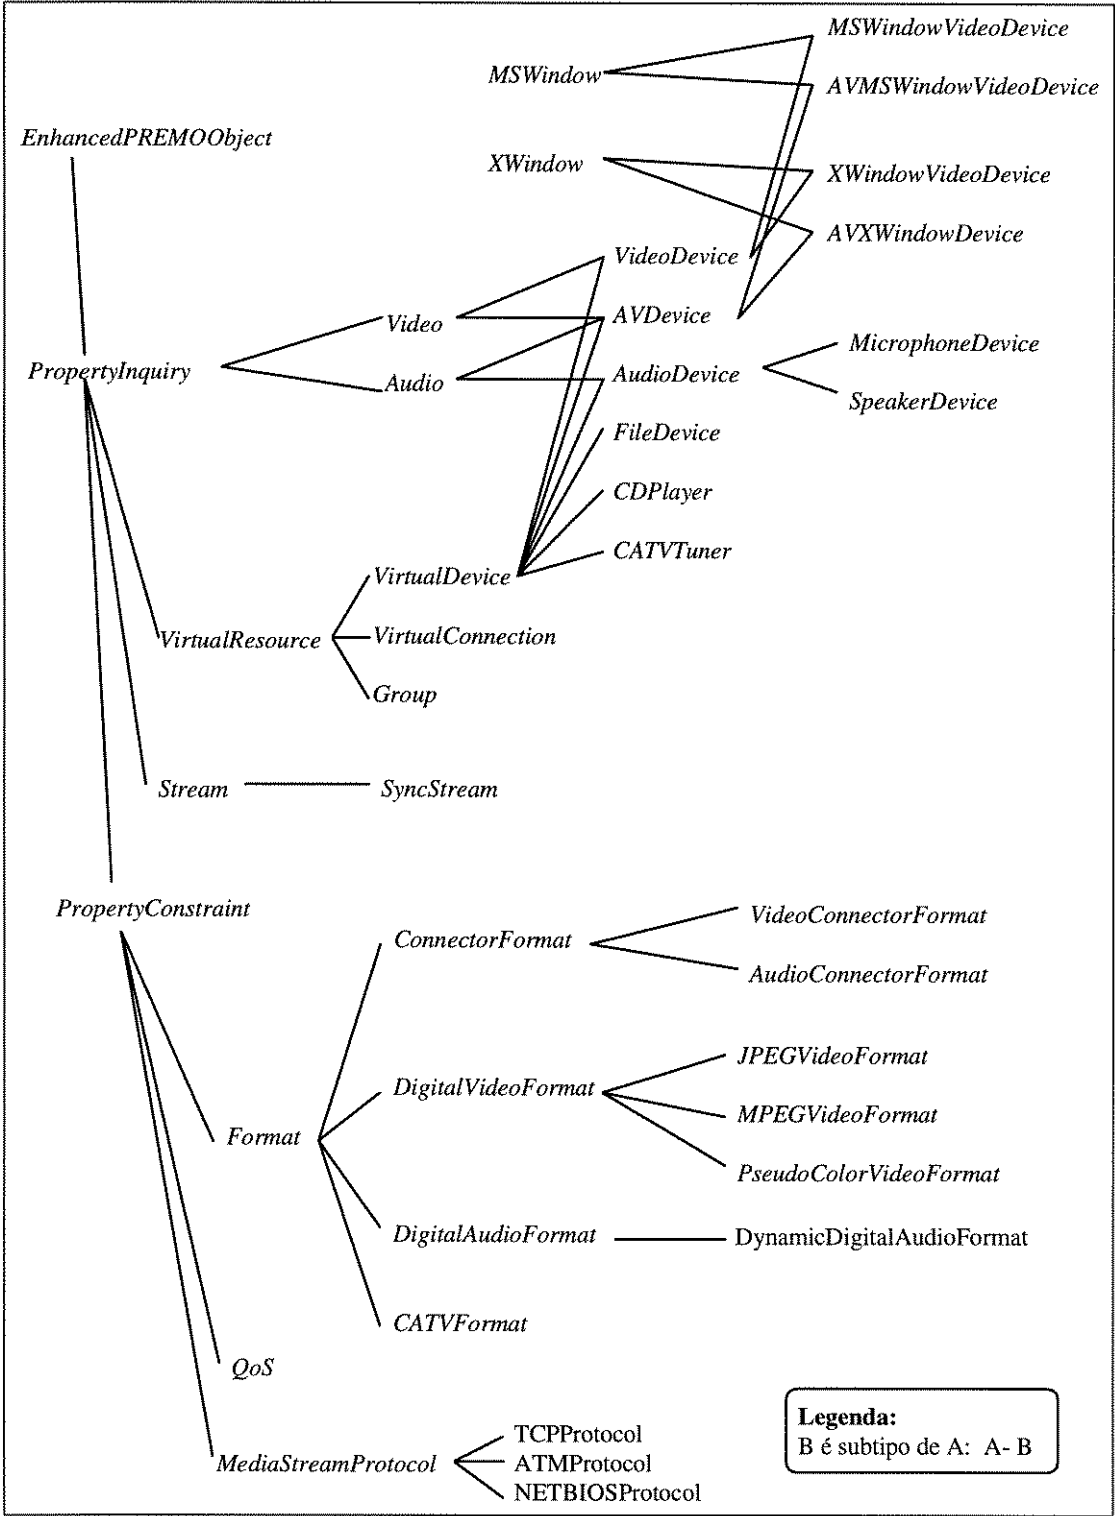 MSWindowVideoDevice
MSWindow
AVMSWindowVideoDevice
EnhancedPREMOObject
XWindow
XWindowVideoDevice
AVXWindowDevice
VideoDevice
Video
AVDevice
MicrophoneDevice
PropertyInquiry
Audio
AudioDevice
SpeakerDevice
FileDevice
CDPlayer
CATVTuner
VirtualDevice
VirtualResource
VirtualConnection
Group
Stream
SyncStream
PropertyConstraint
VideoConnectorFormat
ConnectorFormat
AudioConnectorFormat
JPEGVideoFormat
DigitalVideoFormat
MPEGVideoFormat
Format
PseudoColorVideoFormat
DigitalAudioFormat
DynamicDigitalAudioFormat
CATVFormat
QoS
Legenda:
B é subtipo de A: A- B
TCPProtocol
MediaStreamProtocol
ATMProtocol
NETBIOSProtocol